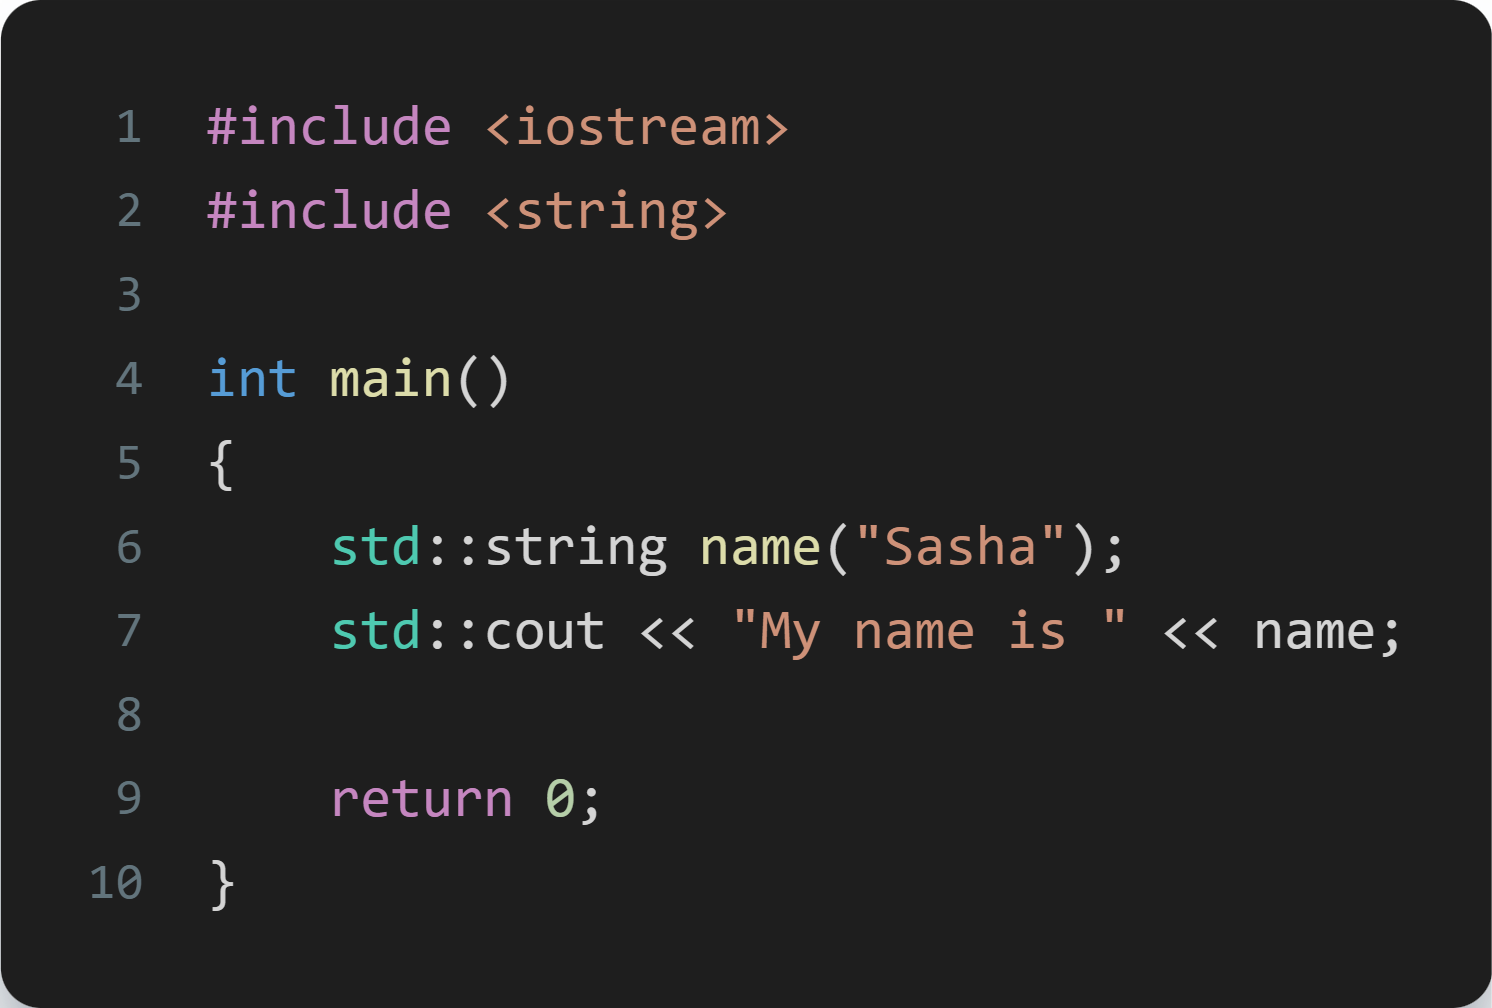 1 #include <iostream>
2 #include <string>
3
4 int main()
5 {
6     std::string name("Sasha");
7     std::cout << "My name is " << name;
8
9     return 0;
10 }